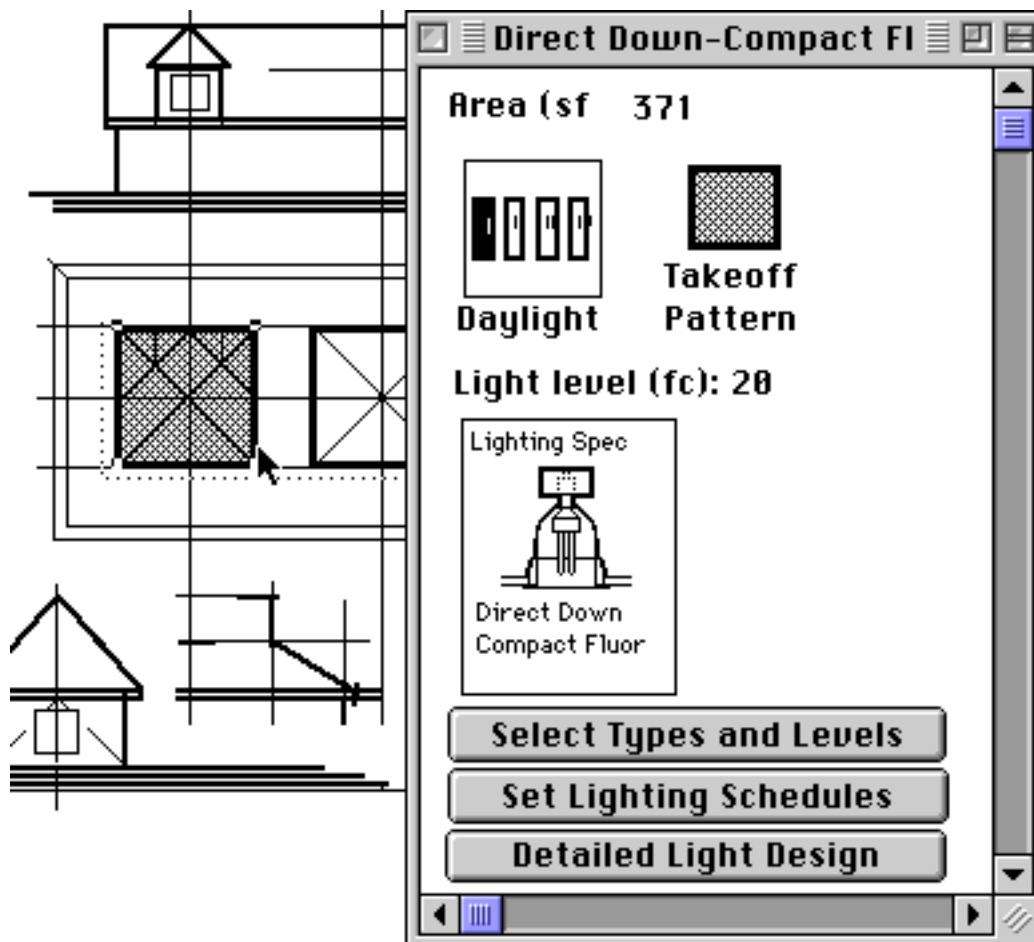 Direct Down-Compact Fl
Area (sf 371
Daylight
Takeoff
Pattern
Light level (fc): 20
Lighting Spec
Direct Down
Compact Fluor
Select Types and Levels
Set Lighting Schedules
Detailed Light Design